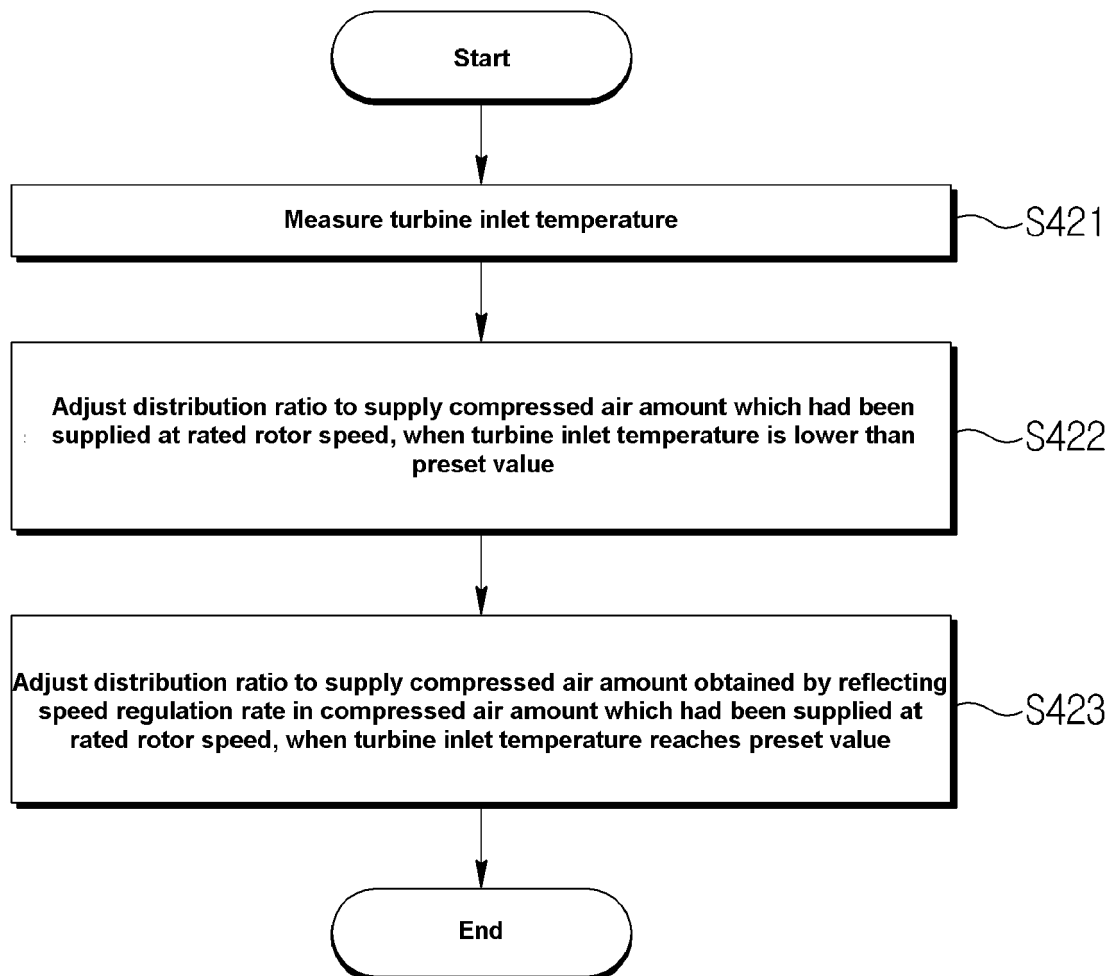 Start
Measure turbine inlet temperature
S421
Adjust distribution ratio to supply compressed air amount which had been
supplied at rated rotor speed, when turbine inlet temperature is lower than
preset value
S422
Adjust distribution ratio to supply compressed air amount obtained by reflecting
speed regulation rate in compressed air amount which had been supplied at
rated rotor speed, when turbine inlet temperature reaches preset value
S423
End